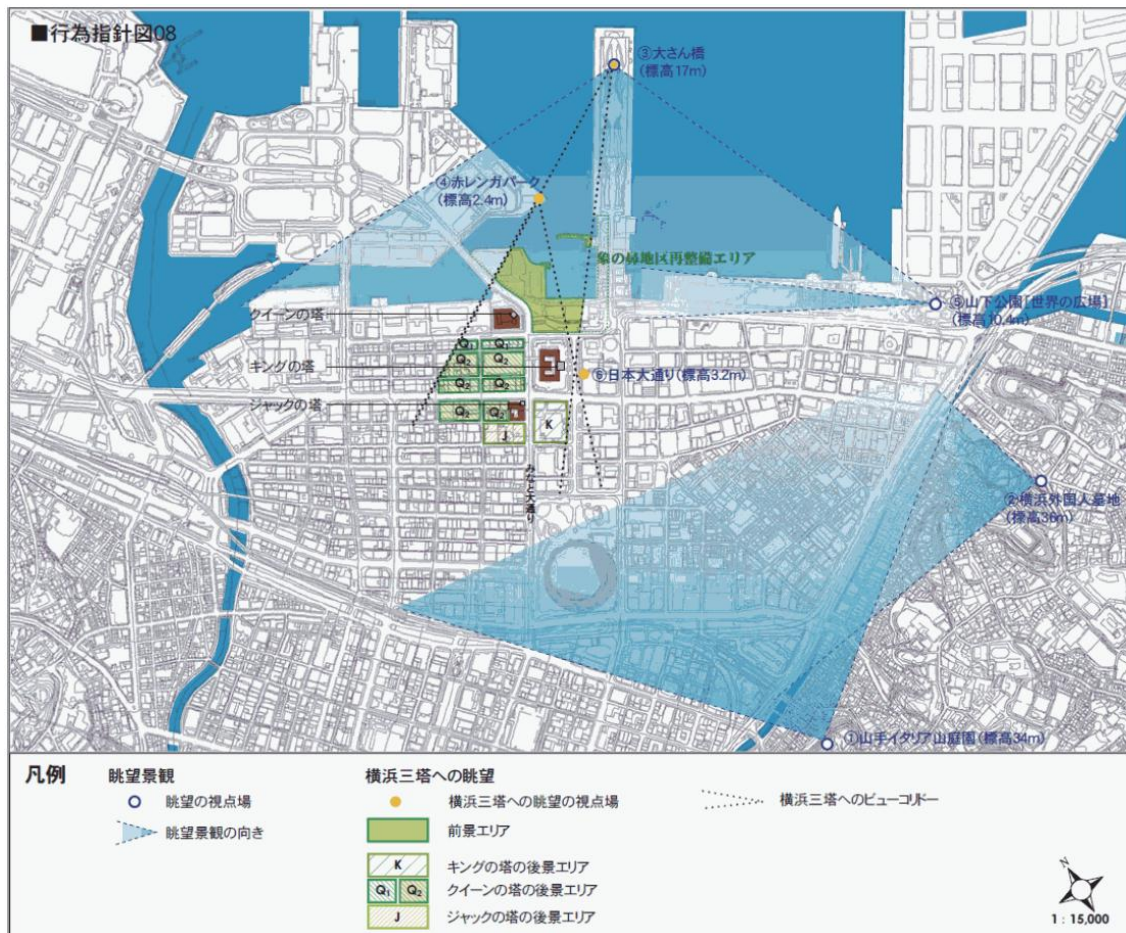 ■行為指針図08
③大さん橋
(標高17m)
④赤レンガパーク
(標高2.4m)
象の鼻地区再整備エリア
⑤山下公園[世界の広場]
(標高10.4m)
クイーンの塔
キングの塔
⑥日本大通り(標高3.2m)
ジャックの塔
Q₁
Q₁
Q₂
Q₂
Q₂
Q₂
Q₂
Q₂
J
K
みなと大通り
②横浜外国人墓地
(標高36m)
①山手イタリア山庭園(標高34m)
凡例
眺望景観
眺望の視点場
眺望景観の向き
横浜三塔への眺望
横浜三塔への眺望の視点場
前景エリア
K
キングの塔の後景エリア
Q₁ Q₂
クイーンの塔の後景エリア
J
ジャックの塔の後景エリア
横浜三塔へのビューコリドー
N
1：15,000